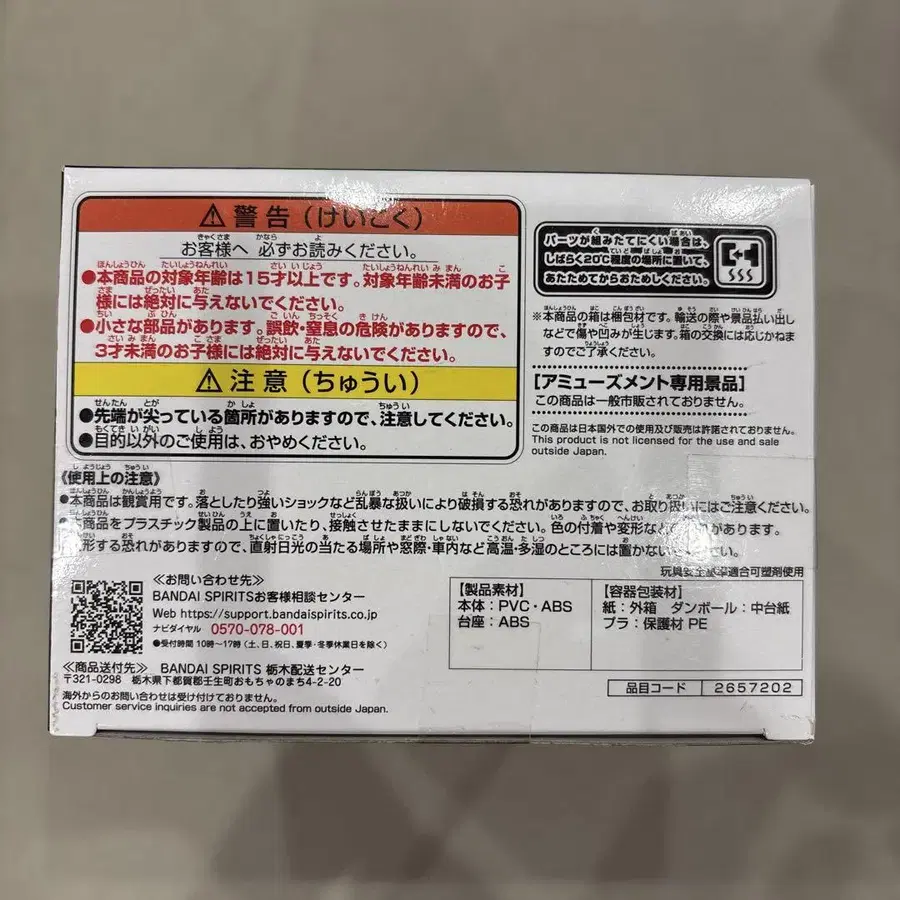 ⚠警告（けいこく）
お客様へ 必ずお読みください。
●本商品の対象年齢は15才以上です。対象年齢未満のお子
様には絶対に与えないでください。
●小さな部品があります。誤飲・窒息の危険がありますので、
3才未満のお子様には絶対に与えないでください。
⚠注意（ちゅうい）
●先端が尖っている箇所がありますので、注意してください。
●目的以外のご使用は、おやめください。
パーツが組みたてにくい場合は、
しばらく20℃程度の場所に置いて、
あたためてからおためしください。
※本商品の箱は梱包材です。輸送の際や景品払い出し
などで傷や凹みが生じます。箱の交換には応じかねま
すのでご了承ください。
【アミューズメント専用景品】
この商品は一般市販されておりません。
この商品は日本国外での使用及び販売は許諾されておりません。
This product is not licensed for the use and sale
outside Japan.
《使用上の注意》
●本商品は観賞用です。落としたり強いショックなど乱暴な扱いにより破損する恐れがありますので、お取り扱いにはご注意ください。
●本商品をプラスチック製品の上に置いたり、接触させたままにしないでください。色の付着や変形など
があります。
形する恐れがありますので、直射日光の当たる場所や窓際・車内など高温・多湿のところには置かない
ください。
玩具安全基準適合可塑剤使用
≪お問い合わせ先≫
BANDAI SPIRITSお客様相談センター
Web https://support.bandaispirits.co.jp
ナビダイヤル 0570-078-001
●受付時間 10時～17時（土、日、祝日、夏季・冬季休業日を除く）
≪商品送付先≫ BANDAI SPIRITS 栃木配送センター
〒321-0298 栃木県下都賀郡壬生町おもちゃのまち4-2-20
海外からのお問い合わせは受け付けておりません。
Customer service inquiries are not accepted from outside Japan.
【製品素材】
本体：PVC・ABS
台座：ABS
【容器包装材】
紙：外箱 ダンボール：中台紙
プラ：保護材 PE
品目コード 2657202